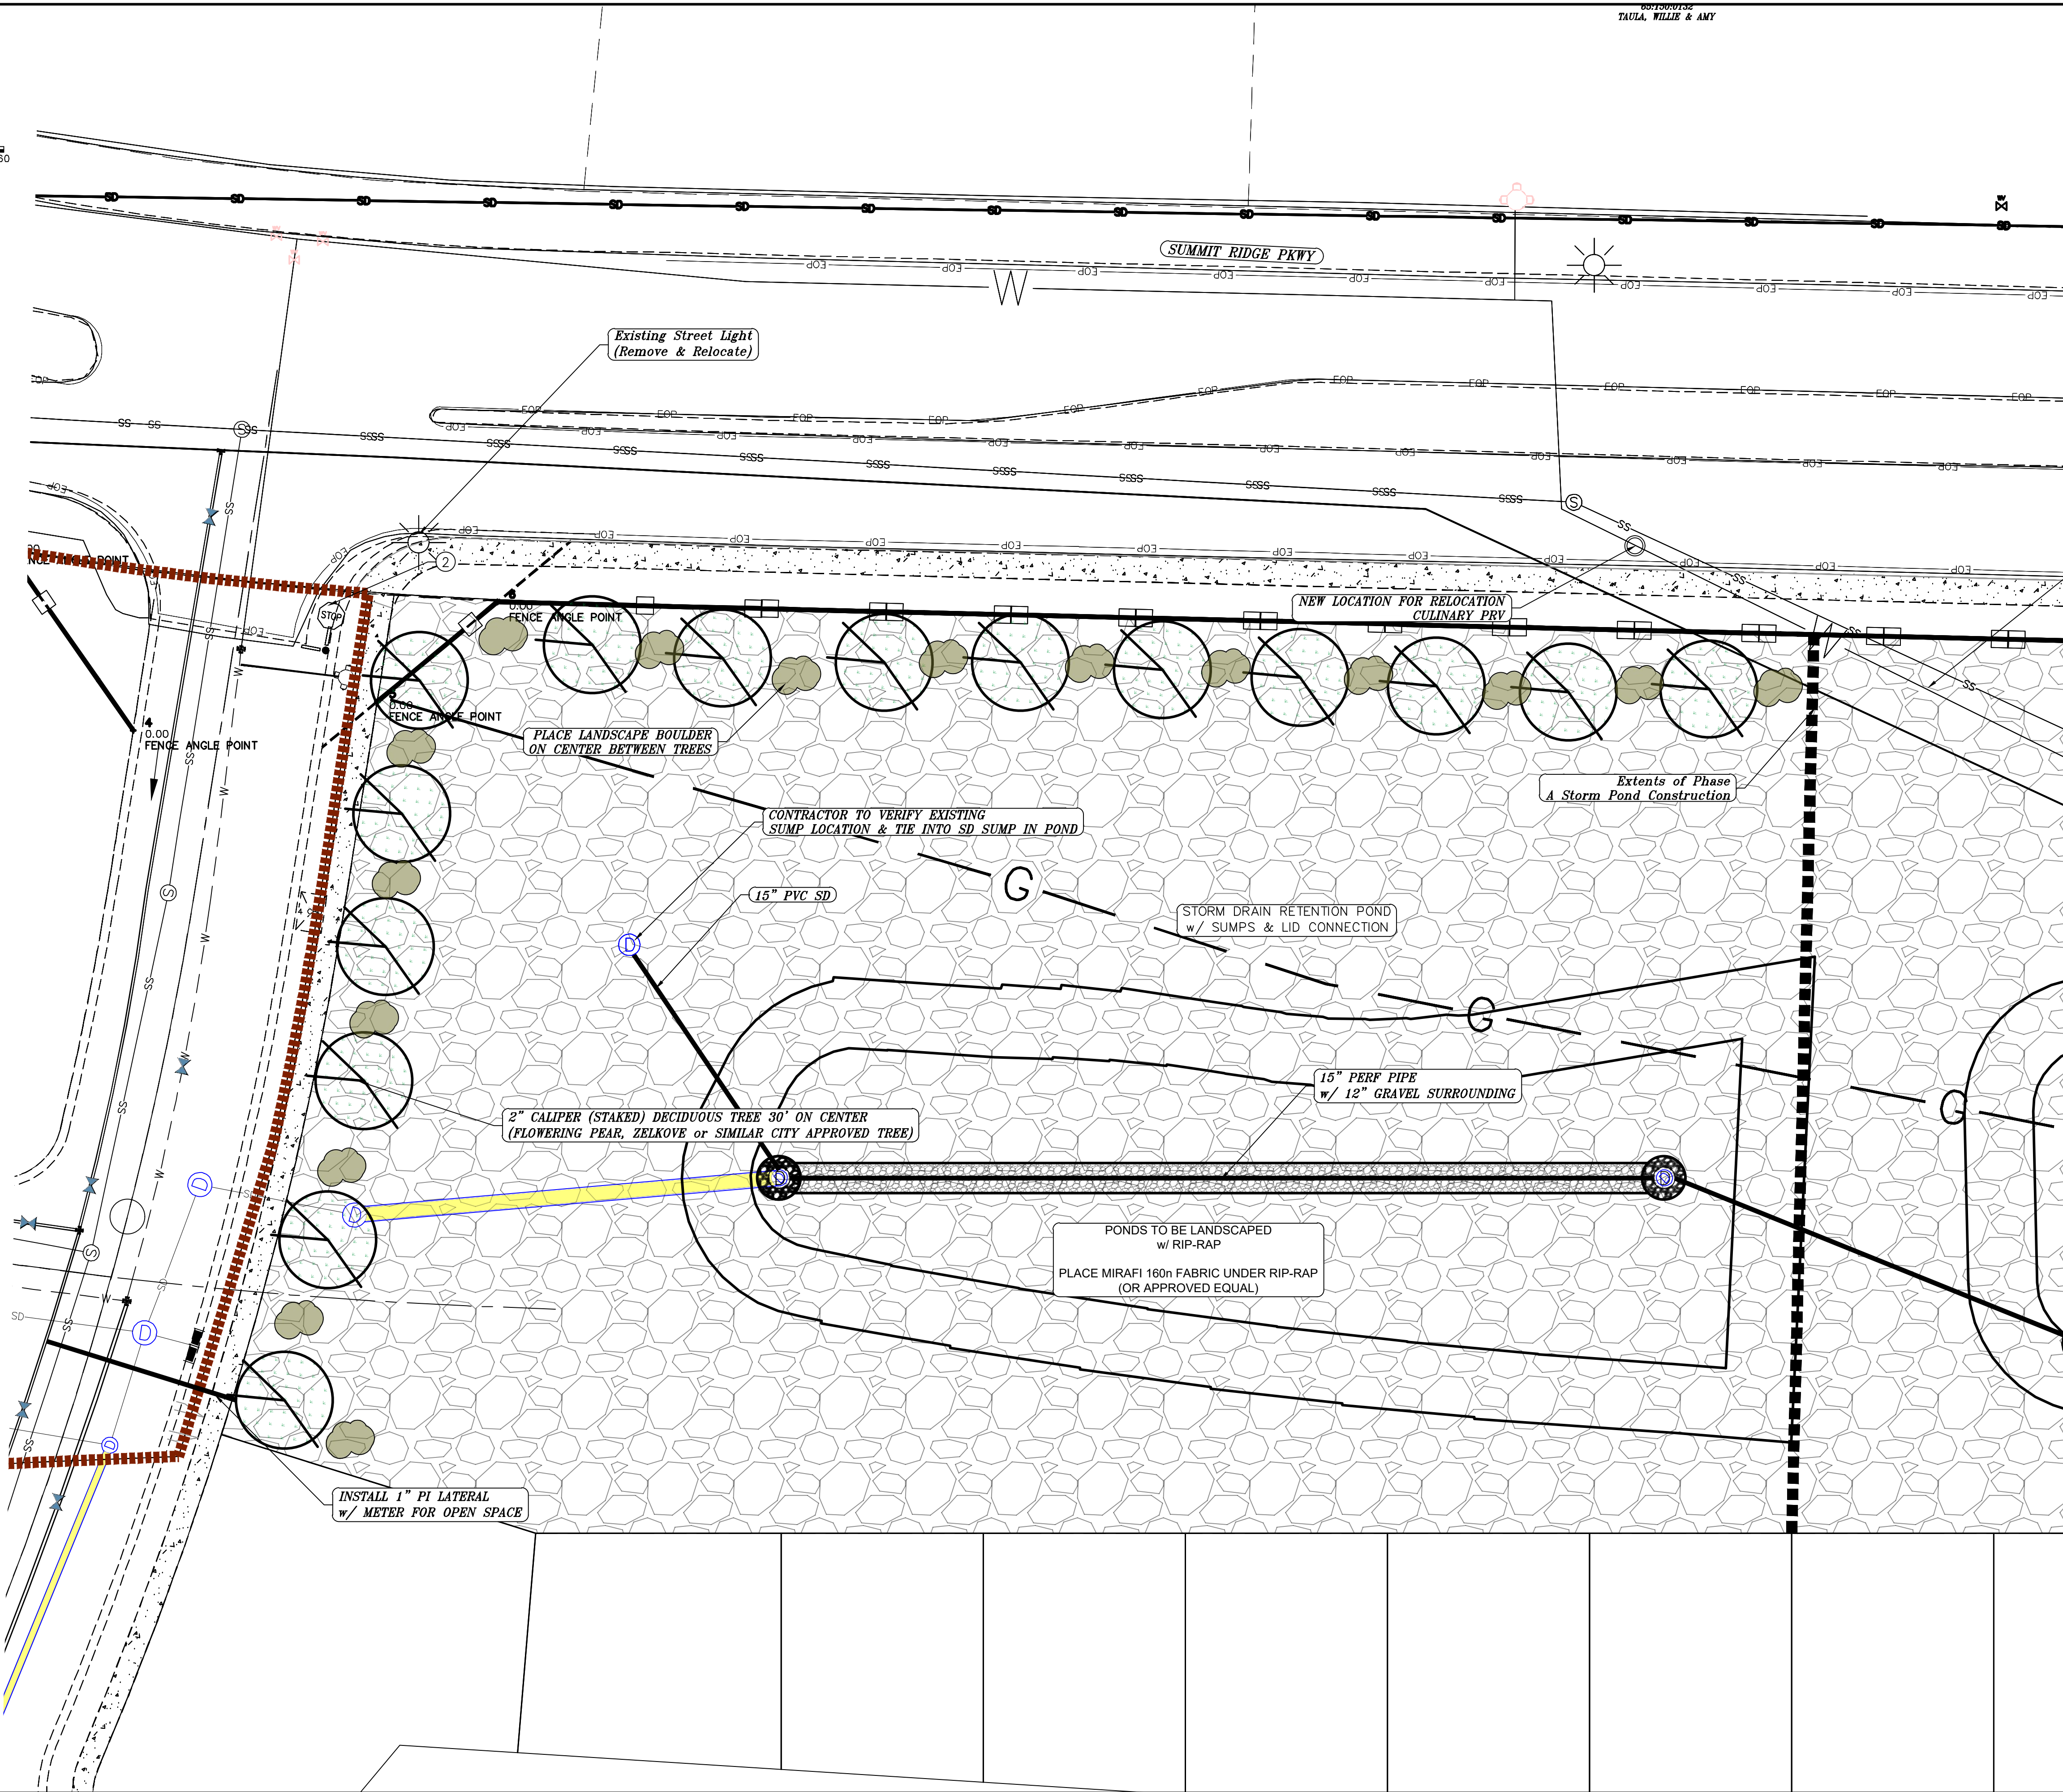 TAULA, WILLIE & AMY
SUMMIT RIDGE PKWY
W
Existing Street Light
(Remove & Relocate)
2
STOP
6
0.00
FENCE ANGLE POINT
5
0.00
FENCE ANGLE POINT
4
0.00
FENCE ANGLE POINT
NEW LOCATION FOR RELOCATION
CULINARY PRV
PLACE LANDSCAPE BOULDER
ON CENTER BETWEEN TREES
Extents of Phase
A Storm Pond Construction
CONTRACTOR TO VERIFY EXISTING
SUMP LOCATION & TIE INTO SD SUMP IN POND
15" PVC SD
G
STORM DRAIN RETENTION POND
w/ SUMPS & LID CONNECTION
G
G
15" PERF PIPE
w/ 12" GRAVEL SURROUNDING
2" CALIPER (STAKED) DECIDUOUS TREE 30' ON CENTER
(FLOWERING PEAR, ZELKOVE or SIMILAR CITY APPROVED TREE)
PONDS TO BE LANDSCAPED
w/ RIP-RAP
PLACE MIRAFI 160n FABRIC UNDER RIP-RAP
(OR APPROVED EQUAL)
INSTALL 1" PI LATERAL
w/ METER FOR OPEN SPACE